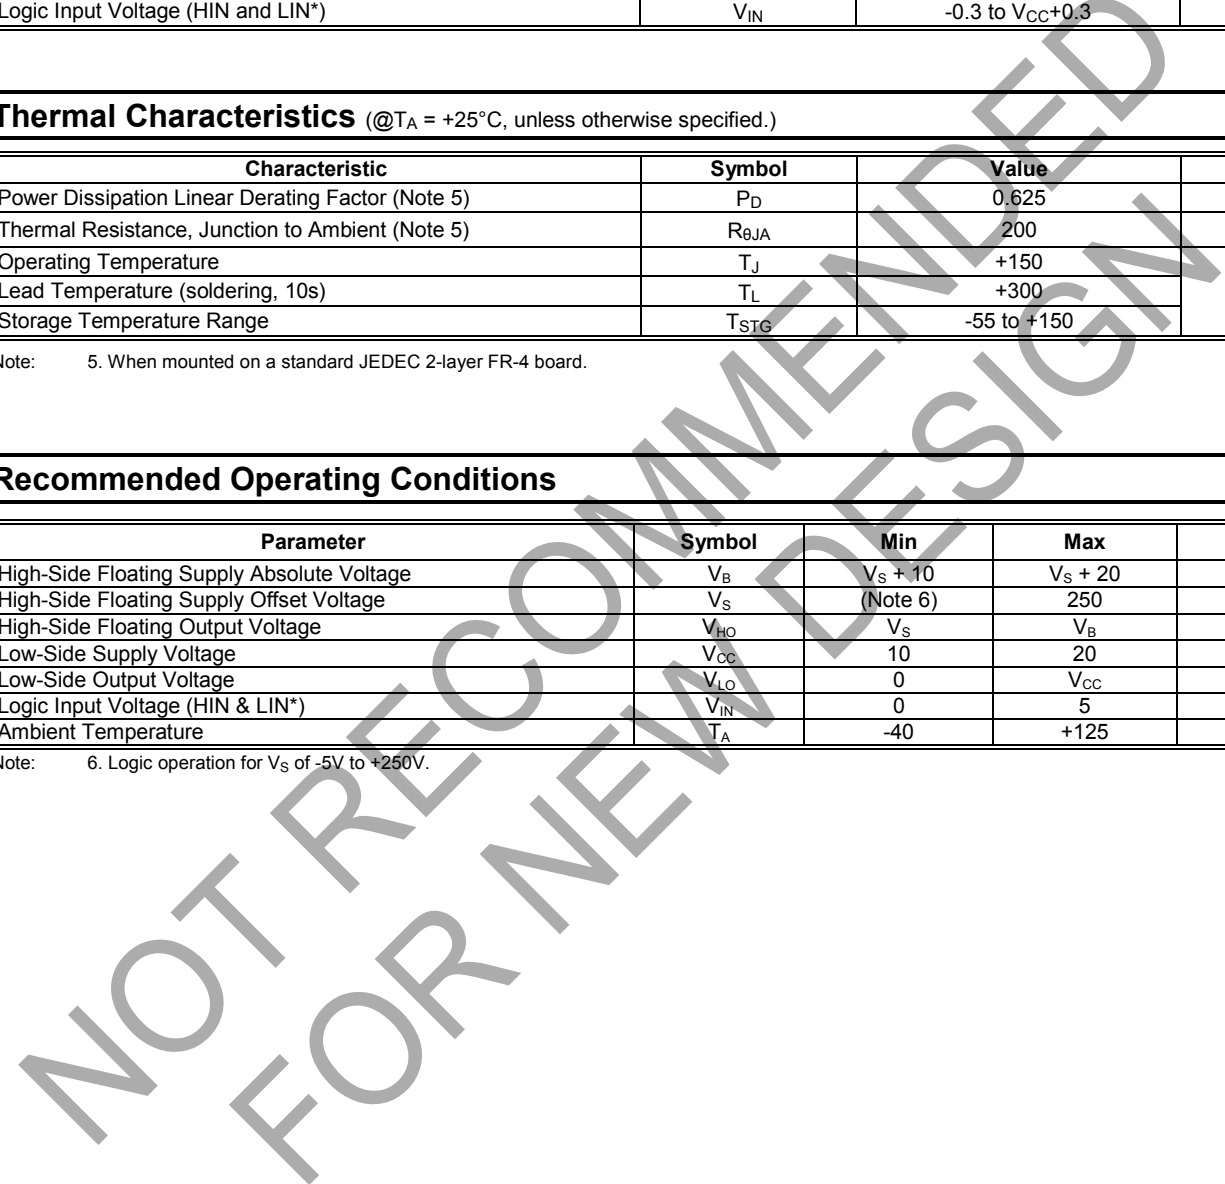 Logic Input Voltage (HIN and LIN*) VIN -0.3 to VCC+0.3
Thermal Characteristics (@TA = +25°C, unless otherwise specified.)
Characteristic Symbol Value
Power Dissipation Linear Derating Factor (Note 5) PD 0.625
Thermal Resistance, Junction to Ambient (Note 5) RθJA 200
Operating Temperature TJ +150
Lead Temperature (soldering, 10s) TL +300
Storage Temperature Range TSTG -55 to +150
Note: 5. When mounted on a standard JEDEC 2-layer FR-4 board.
Recommended Operating Conditions
Parameter Symbol Min Max
High-Side Floating Supply Absolute Voltage VB VS + 10 VS + 20
High-Side Floating Supply Offset Voltage VS (Note 6) 250
High-Side Floating Output Voltage VHO VS VB
Low-Side Supply Voltage VCC 10 20
Low-Side Output Voltage VLO 0 VCC
Logic Input Voltage (HIN & LIN*) VIN 0 5
Ambient Temperature TA -40 +125
Note: 6. Logic operation for VS of -5V to +250V.
NOT RECOMMENDED
FOR NEW DESIGN